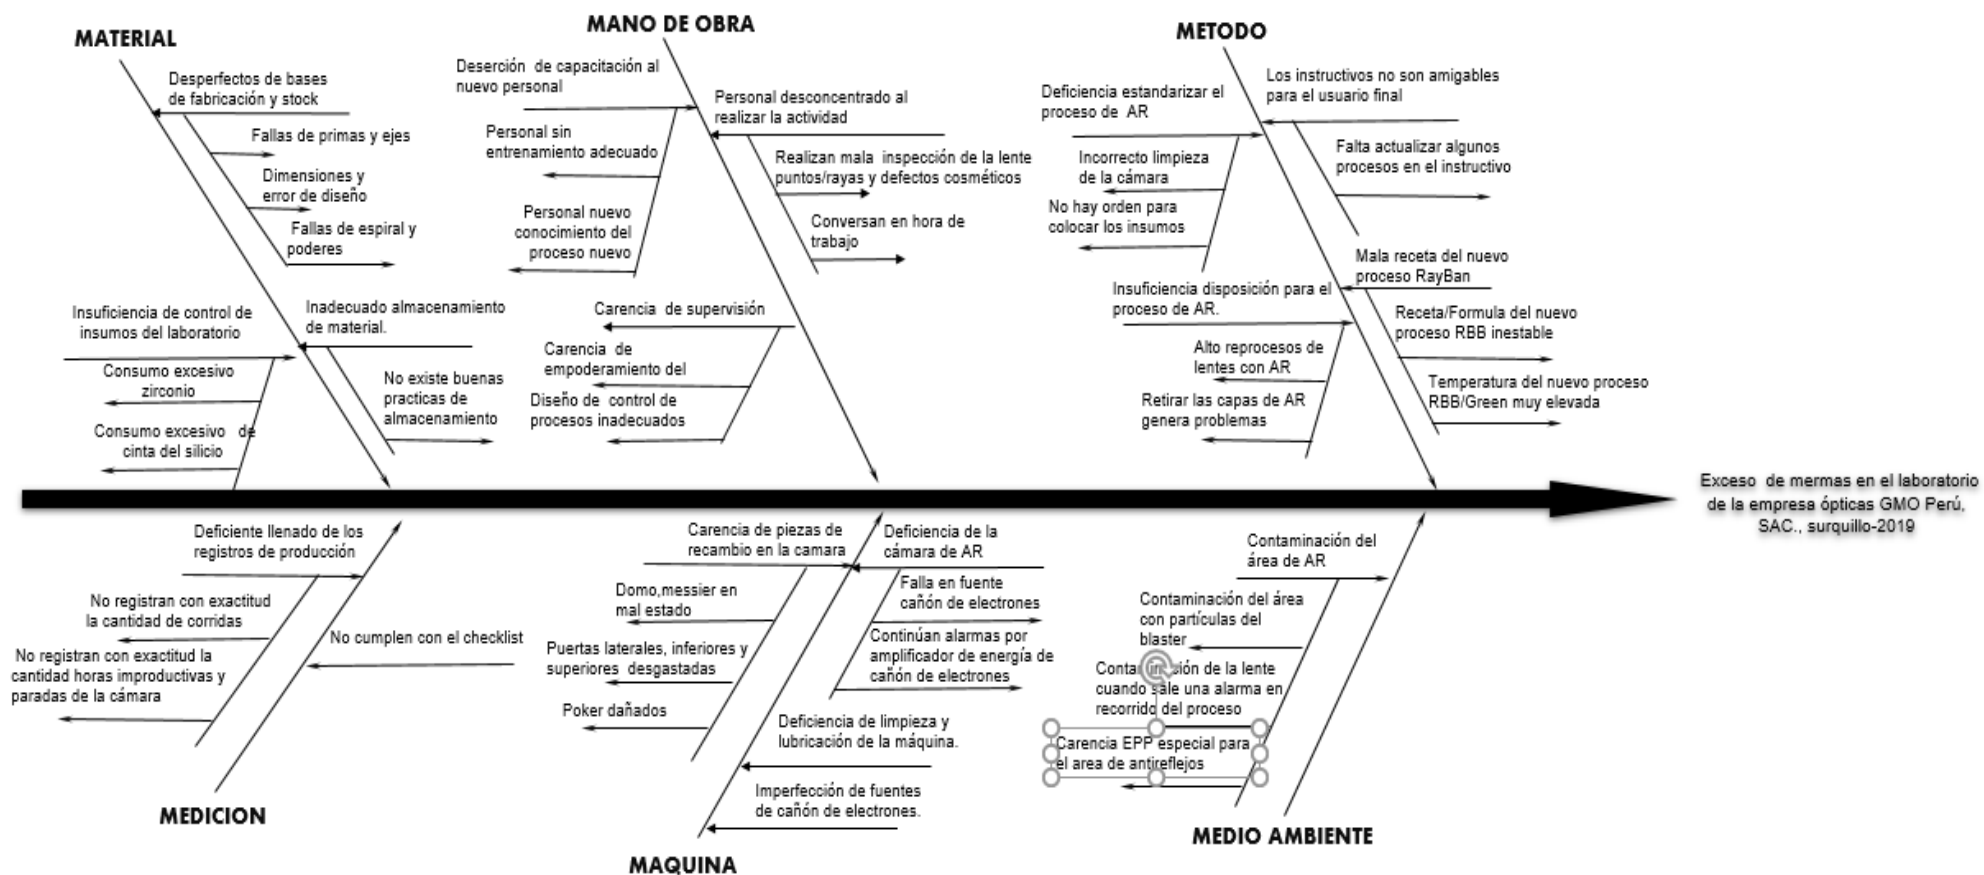 MATERIAL
Desperfectos de bases
de fabricación y stock
Fallas de primas y ejes
Dimensiones y
error de diseño
Fallas de espiral y
poderes
Insuficiencia de control de
insumos del laboratorio
Consumo excesivo
zirconio
Consumo excesivo de
cinta del silicio
Inadecuado almacenamiento
de material.
No existe buenas
practicas de
almacenamiento
MANO DE OBRA
Deserción de capacitación al
nuevo personal
Personal sin
entrenamiento adecuado
Personal nuevo
conocimiento del
proceso nuevo
Personal desconcentrado al
realizar la actividad
Realizan mala inspección de la lente
puntos/rayas y defectos cosméticos
Conversan en hora de
trabajo
Carencia de supervisión
Carencia de
empoderamiento del
Diseño de control de
procesos inadecuados
METODO
Deficiencia estandarizar el
proceso de AR
Incorrecto limpieza
de la cámara
No hay orden para
colocar los insumos
Los instructivos no son amigables
para el usuario final
Falta actualizar algunos
procesos en el instructivo
Mala receta del nuevo
proceso RayBan
Insuficiencia disposición para el
proceso de AR.
Alto reprocesos de
lentes con AR
Retirar las capas de AR
genera problemas
Receta/Formula del nuevo
proceso RBB inestable
Temperatura del nuevo proceso
RBB/Green muy elevada
Exceso de mermas en el laboratorio
de la empresa ópticas GMO Perú,
SAC., surquillo-2019
Deficiente llenado de los
registros de producción
No registran con exactitud
la cantidad de corridas
No registran con exactitud la
cantidad horas improductivas y
paradas de la cámara
No cumplen con el checklist
MEDICION
Carencia de piezas de
recambio en la camara
Domo,messier en
mal estado
Puertas laterales, inferiores y
superiores desgastadas
Poker dañados
Deficiencia de la
cámara de AR
Falla en fuente
cañón de electrones
Continúan alarmas por
amplificador de energía de
cañón de electrones
Deficiencia de limpieza y
lubricación de la máquina.
Imperfección de fuentes
de cañón de electrones.
MAQUINA
Contaminación del
área de AR
Contaminación del área
con partículas del
blaster
Contaminación de la lente
cuando sale una alarma en
recorrido del proceso
Carencia EPP especial para
el area de antireflejos
MEDIO AMBIENTE